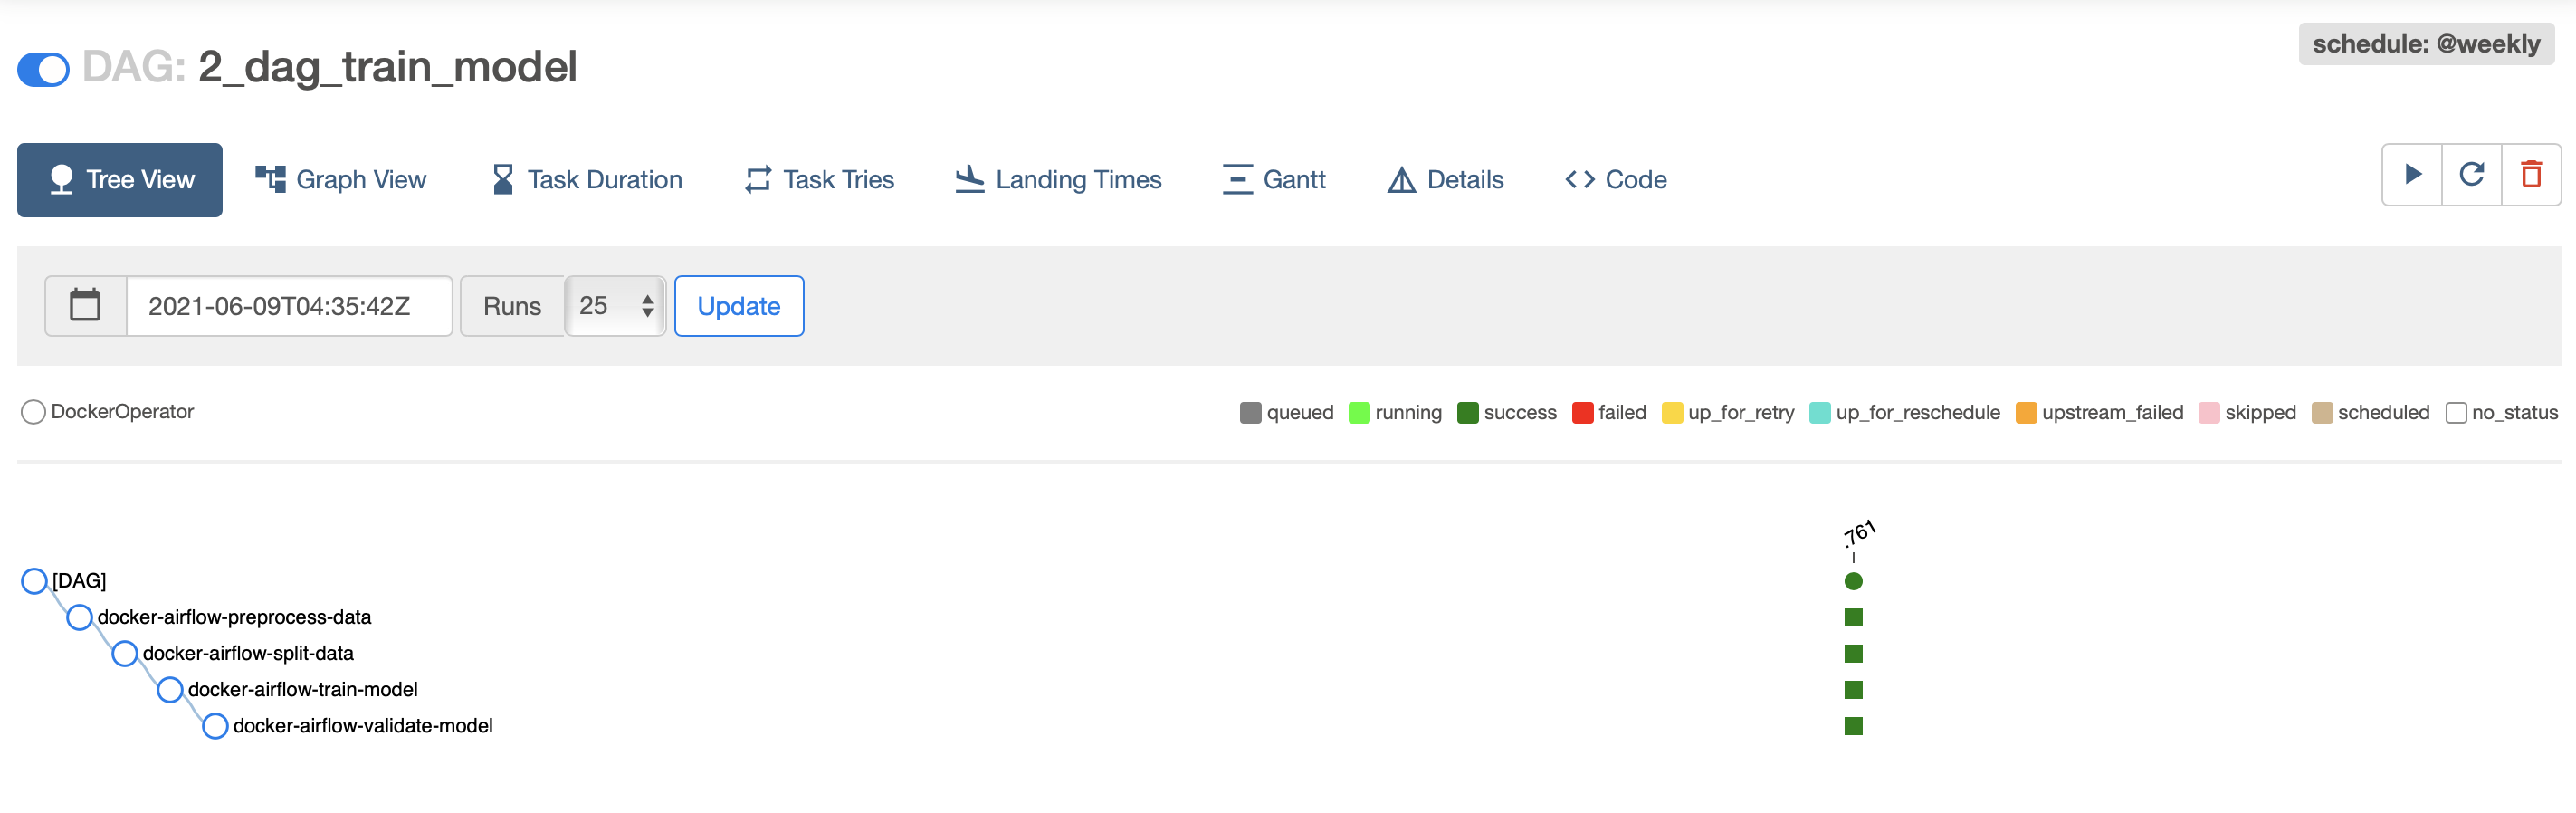 DAG: 2_dag_train_model
schedule: @weekly
Tree View Graph View Task Duration Task Tries Landing Times Gantt Details Code
2021-06-09T04:35:42Z Runs 25 Update
DockerOperator
queued running success failed up_for_retry up_for_reschedule upstream_failed skipped scheduled no_status
.761
[DAG]
docker-airflow-preprocess-data
docker-airflow-split-data
docker-airflow-train-model
docker-airflow-validate-model